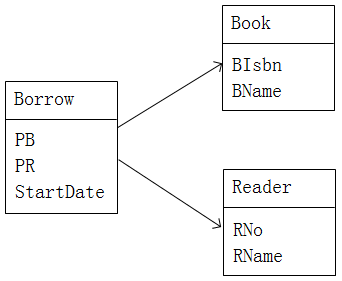 Book
BIsbn
BName
Borrow
PB
PR
StartDate
Reader
RNo
RName